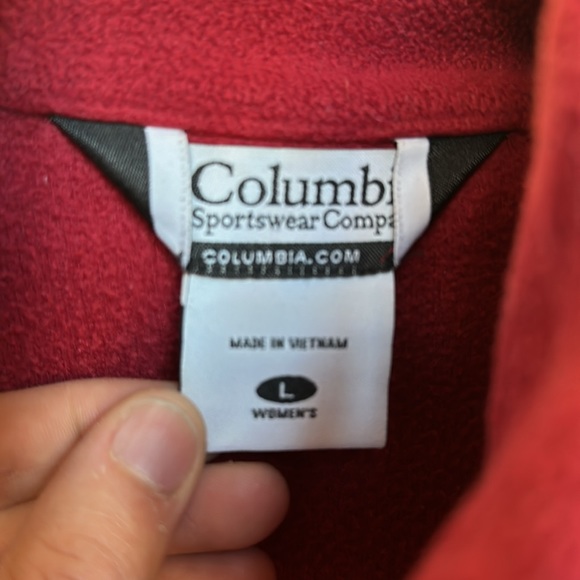 Columbi
Sportswear Compa
COLUMBIA.COM
MADE IN VIETNAM
L
WOMEN'S